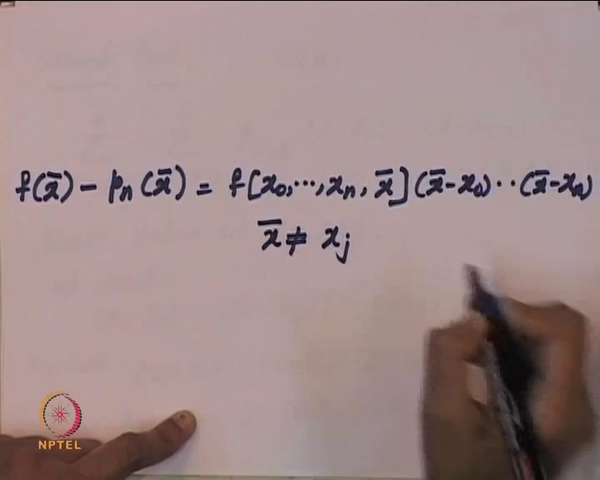 f(x̄) - pₙ(x̄) = f[x₀,⋯,xₙ, x̄](x̄-x₀)··(x̄-xₙ)
x̄ ≠ xⱼ
NPTEL